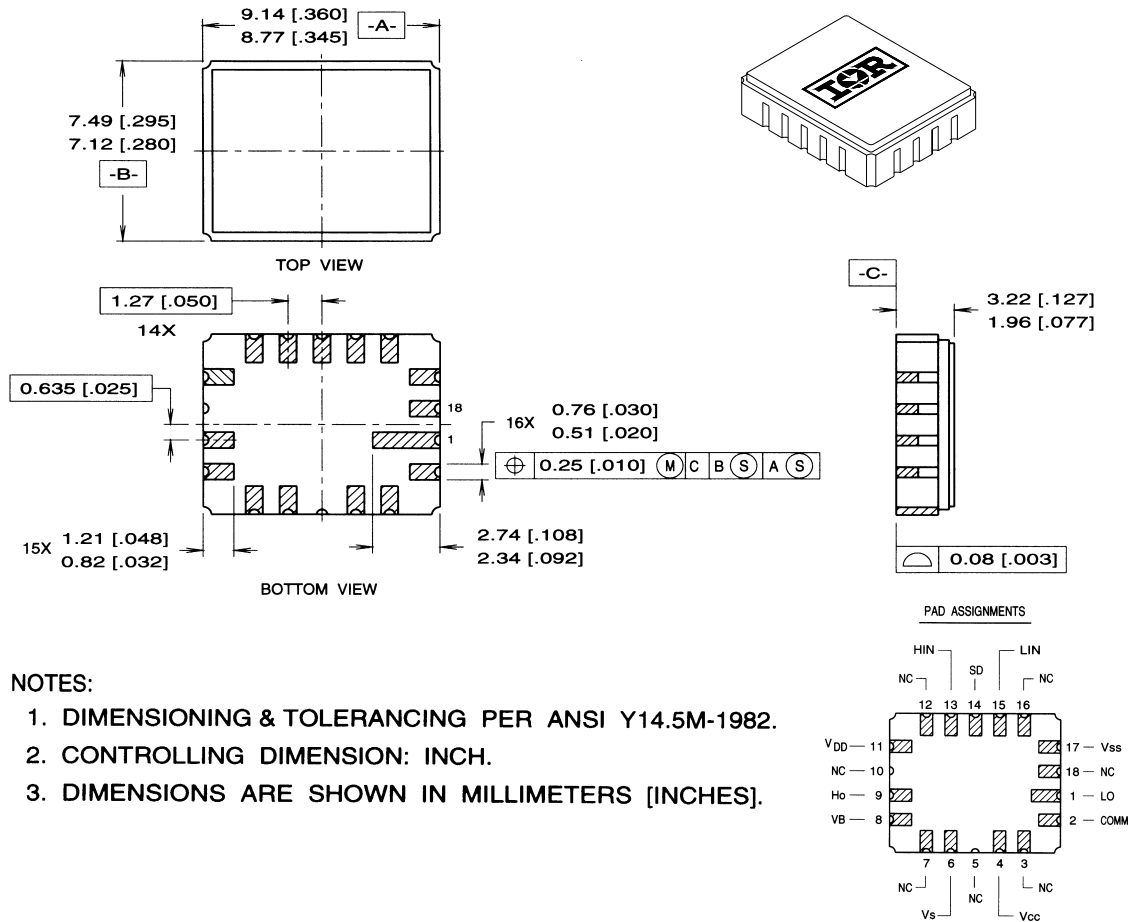 9.14 [.360]
8.77 [.345]
-A-
7.49 [.295]
7.12 [.280]
-B-
TOP VIEW
IOR
1.27 [.050]
14X
0.635 [.025]
18
1
16X
0.76 [.030]
0.51 [.020]
0.25 [.010] M C B S A S
15X
1.21 [.048]
0.82 [.032]
2.74 [.108]
2.34 [.092]
BOTTOM VIEW
-C-
3.22 [.127]
1.96 [.077]
0.08 [.003]
NOTES:
1. DIMENSIONING & TOLERANCING PER ANSI Y14.5M-1982.
2. CONTROLLING DIMENSION: INCH.
3. DIMENSIONS ARE SHOWN IN MILLIMETERS [INCHES].
PAD ASSIGNMENTS
HIN
SD
LIN
NC
NC
12 13 14 15 16
VDD 11
NC 10
Ho 9
VB 8
17 Vss
18 NC
1 LO
2 COMM
7 6 5 4 3
NC
Vs
NC
Vcc
NC